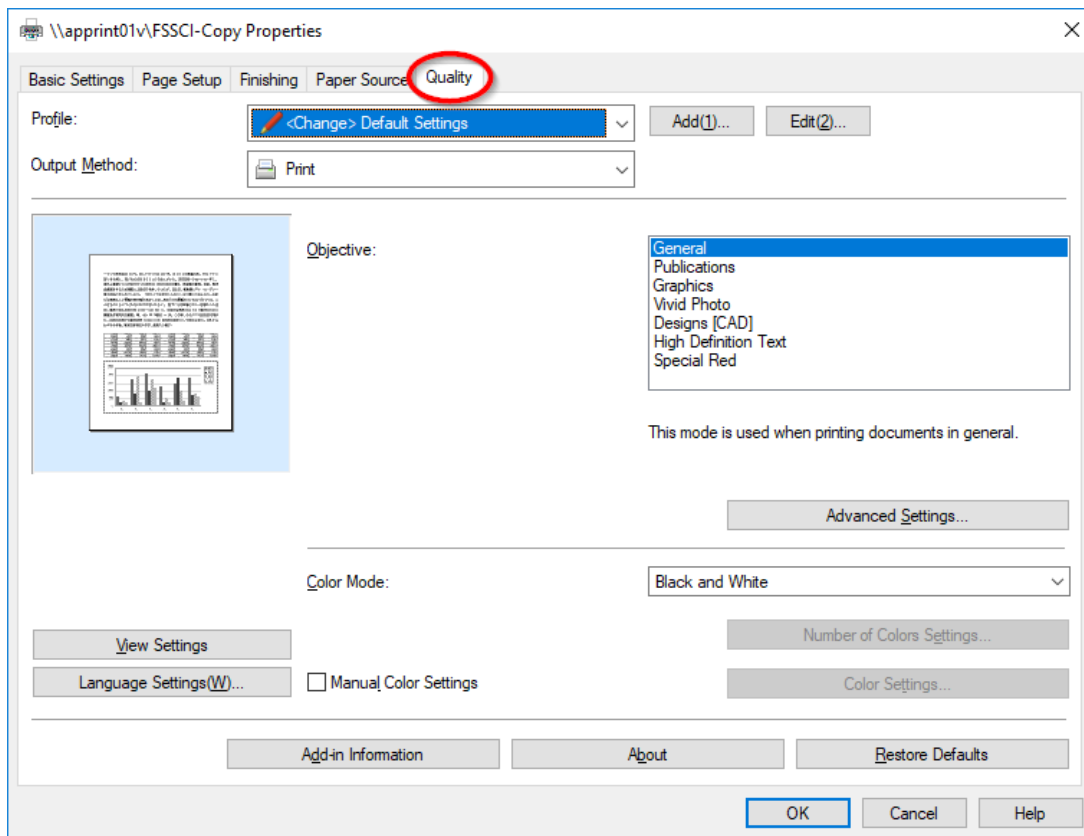 \\apprint01v\FSSCI-Copy Properties
Basic Settings Page Setup Finishing Paper Source Quality
Profile: <Change> Default Settings Add(1)... Edit(2)...
Output Method: Print
Objective:
General
Publications
Graphics
Vivid Photo
Designs [CAD]
High Definition Text
Special Red
This mode is used when printing documents in general.
Advanced Settings...
Color Mode: Black and White
Number of Colors Settings...
View Settings
Language Settings(W)... Manual Color Settings Color Settings...
Add-in Information About Restore Defaults
OK Cancel Help